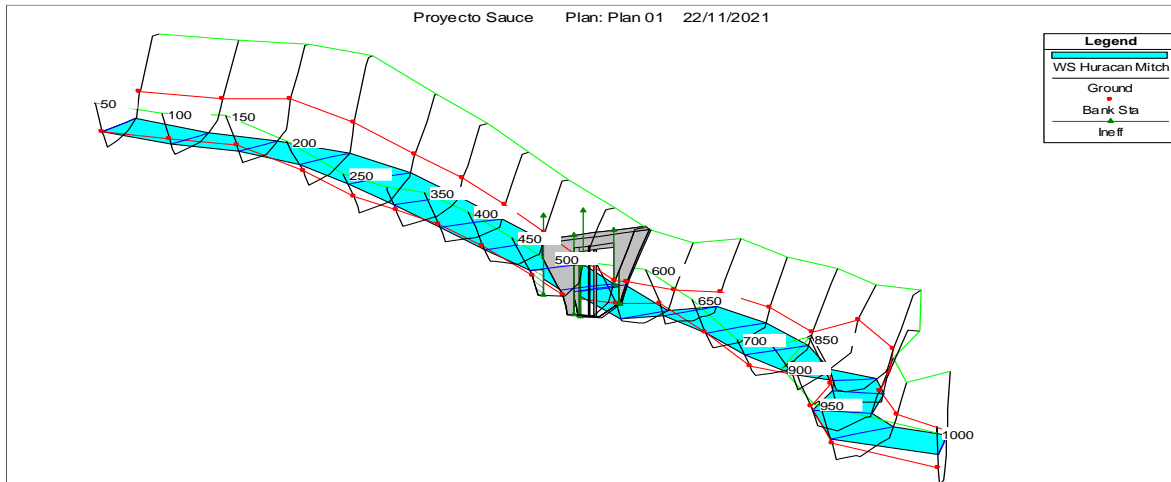 Proyecto Sauce Plan: Plan 01 22/11/2021
Legend
WS Huracan Mitch
Ground
Bank Sta
Ineff
50
100
150
200
250
350
400
450
500
600
650
700
850
900
950
1000